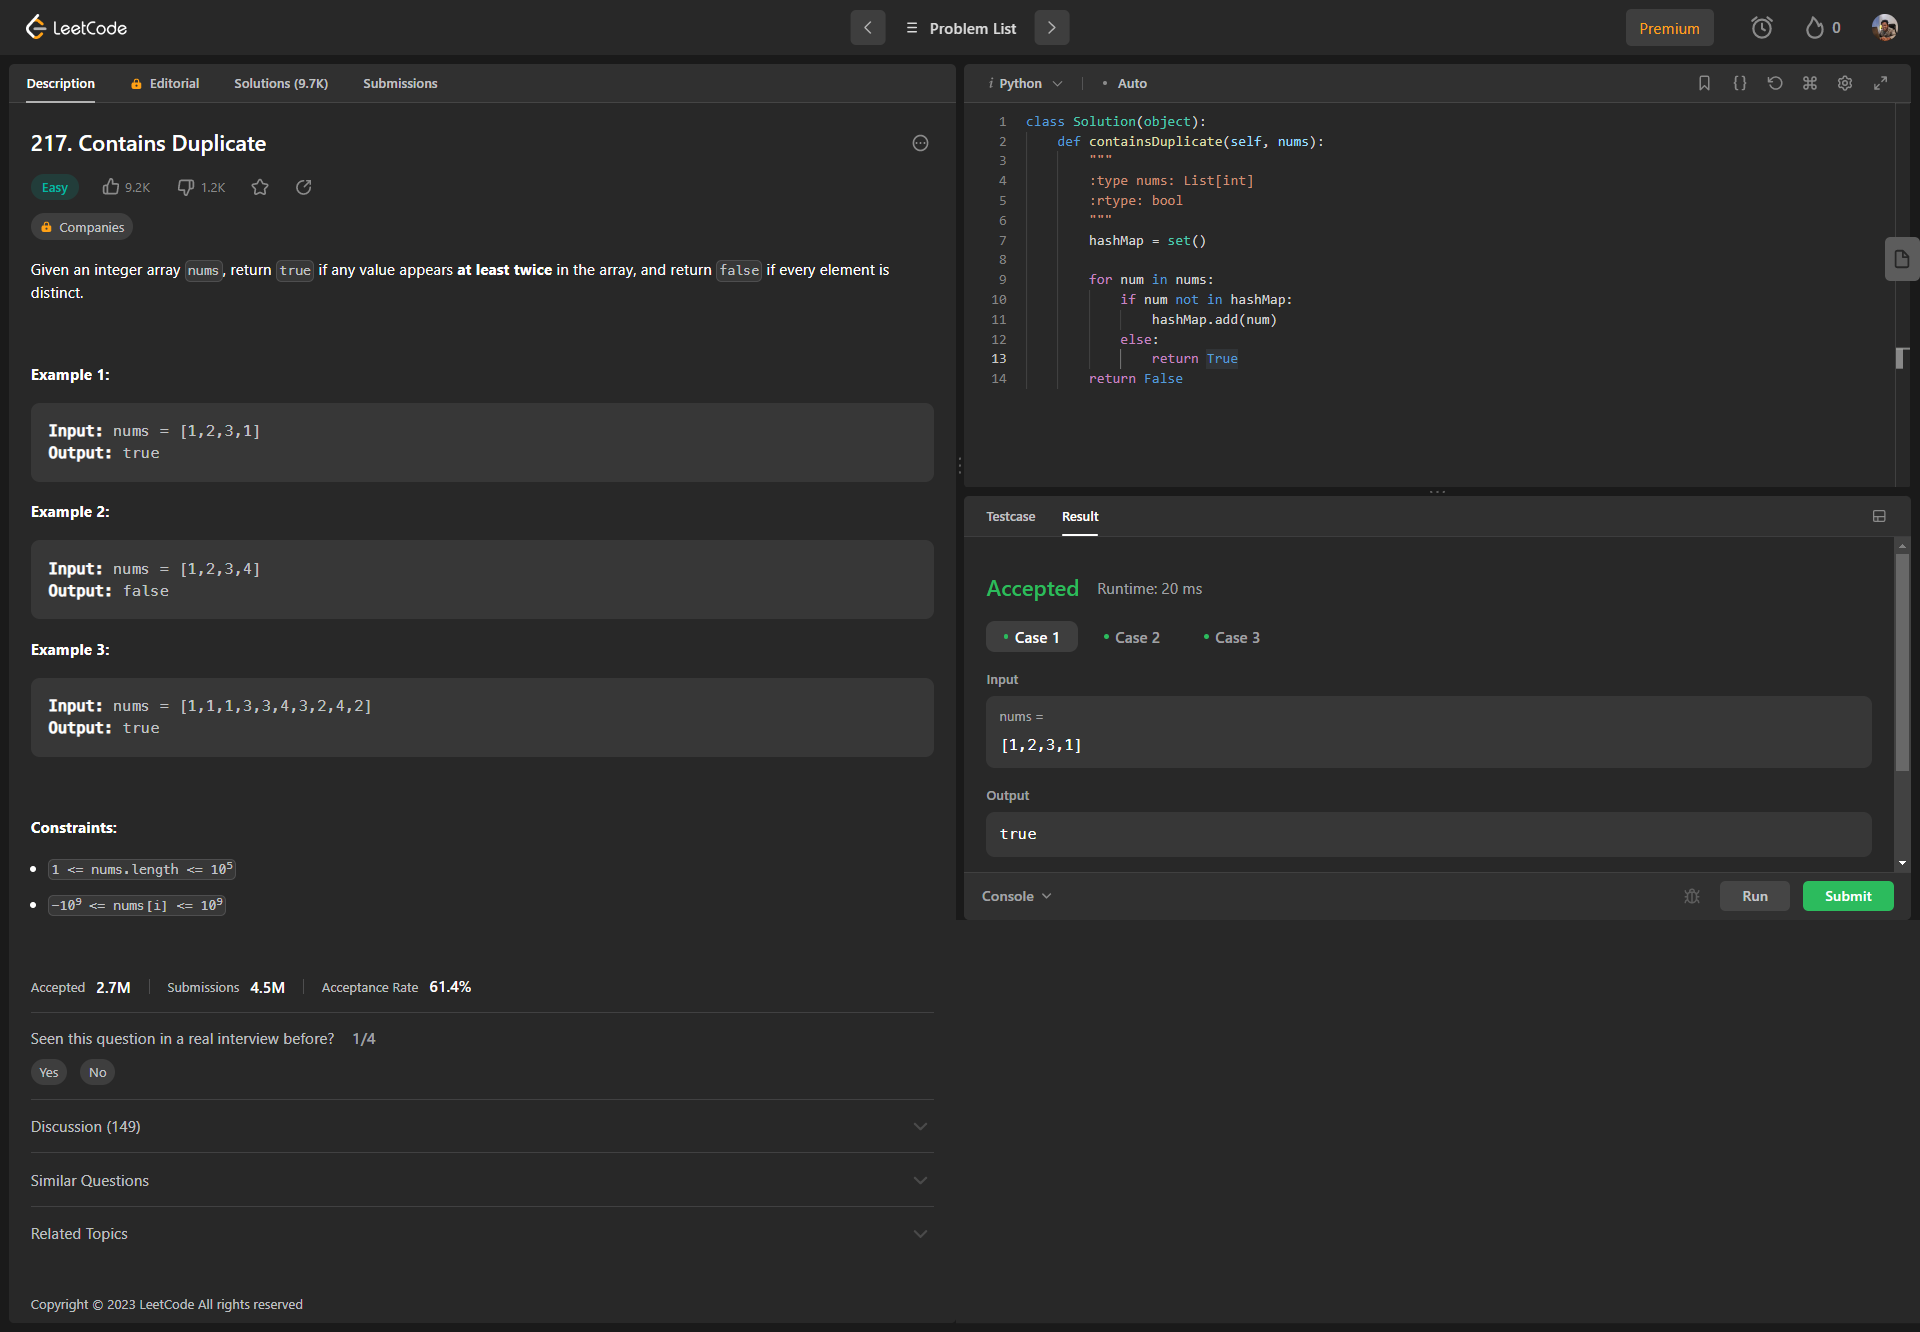 LeetCode
Problem List
Premium
0
Description
Editorial
Solutions (9.7K)
Submissions
217. Contains Duplicate
Easy
9.2K
1.2K
Companies
Given an integer array nums, return true if any value appears at least twice in the array, and return false if every element is
distinct.
Example 1:
Input: nums = [1,2,3,1]
Output: true
Example 2:
Input: nums = [1,2,3,4]
Output: false
Example 3:
Input: nums = [1,1,1,3,3,4,3,2,4,2]
Output: true
Constraints:
1 <= nums.length <= 10⁵
-10⁹ <= nums[i] <= 10⁹
Accepted 2.7M
Submissions 4.5M
Acceptance Rate 61.4%
Seen this question in a real interview before? 1/4
Yes
No
Discussion (149)
Similar Questions
Related Topics
Copyright © 2023 LeetCode All rights reserved
i Python
• Auto
1 class Solution(object):
2     def containsDuplicate(self, nums):
3         """
4         :type nums: List[int]
5         :rtype: bool
6         """
7         hashMap = set()
8
9         for num in nums:
10             if num not in hashMap:
11                 hashMap.add(num)
12             else:
13                 return True
14         return False
Testcase
Result
Accepted
Runtime: 20 ms
• Case 1
• Case 2
• Case 3
Input
nums =
[1,2,3,1]
Output
true
Console
Run
Submit